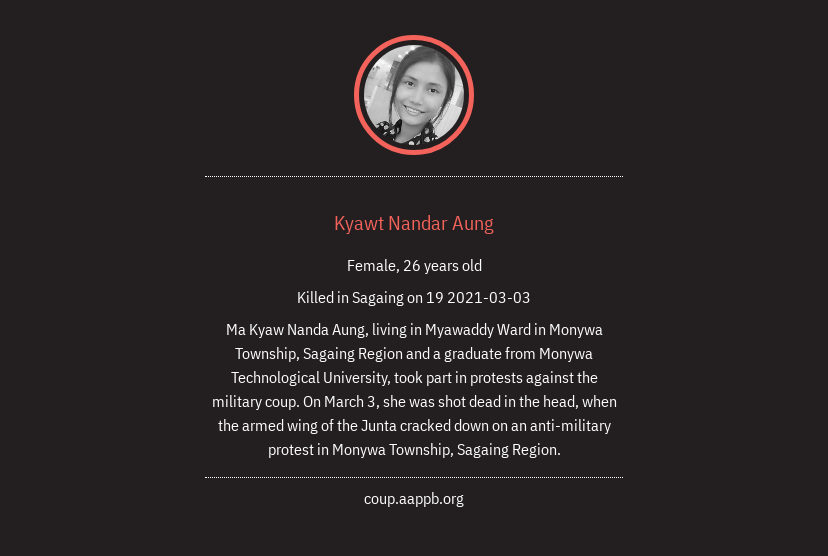 Kyawt Nandar Aung
Female, 26 years old
Killed in Sagaing on 19 2021-03-03
Ma Kyaw Nanda Aung, living in Myawaddy Ward in Monywa
Township, Sagaing Region and a graduate from Monywa
Technological University, took part in protests against the
military coup. On March 3, she was shot dead in the head, when
the armed wing of the Junta cracked down on an anti-military
protest in Monywa Township, Sagaing Region.
coup.aappb.org